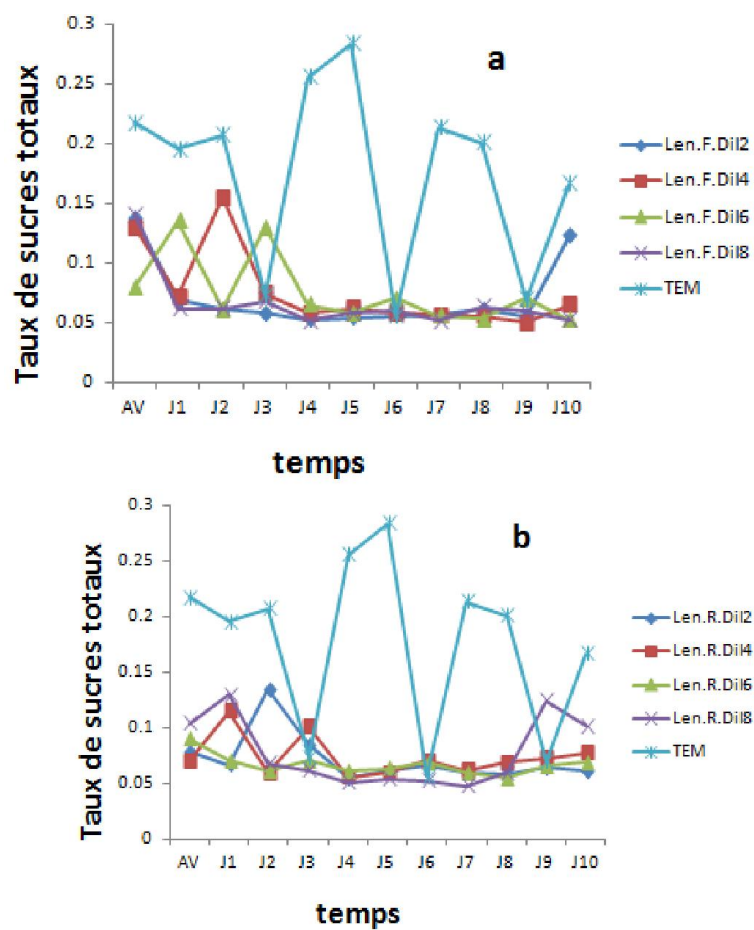 Taux de sucres totaux
0.3
0.25
0.2
0.15
0.1
0.05
0
a
AV J1 J2 J3 J4 J5 J6 J7 J8 J9 J10
temps
Len.F.Dil2
Len.F.Dil4
Len.F.Dil6
Len.F.Dil8
TEM
Taux de sucres totaux
0.3
0.25
0.2
0.15
0.1
0.05
0
b
AV J1 J2 J3 J4 J5 J6 J7 J8 J9 J10
temps
Len.R.Dil2
Len.R.Dil4
Len.R.Dil6
Len.R.Dil8
TEM